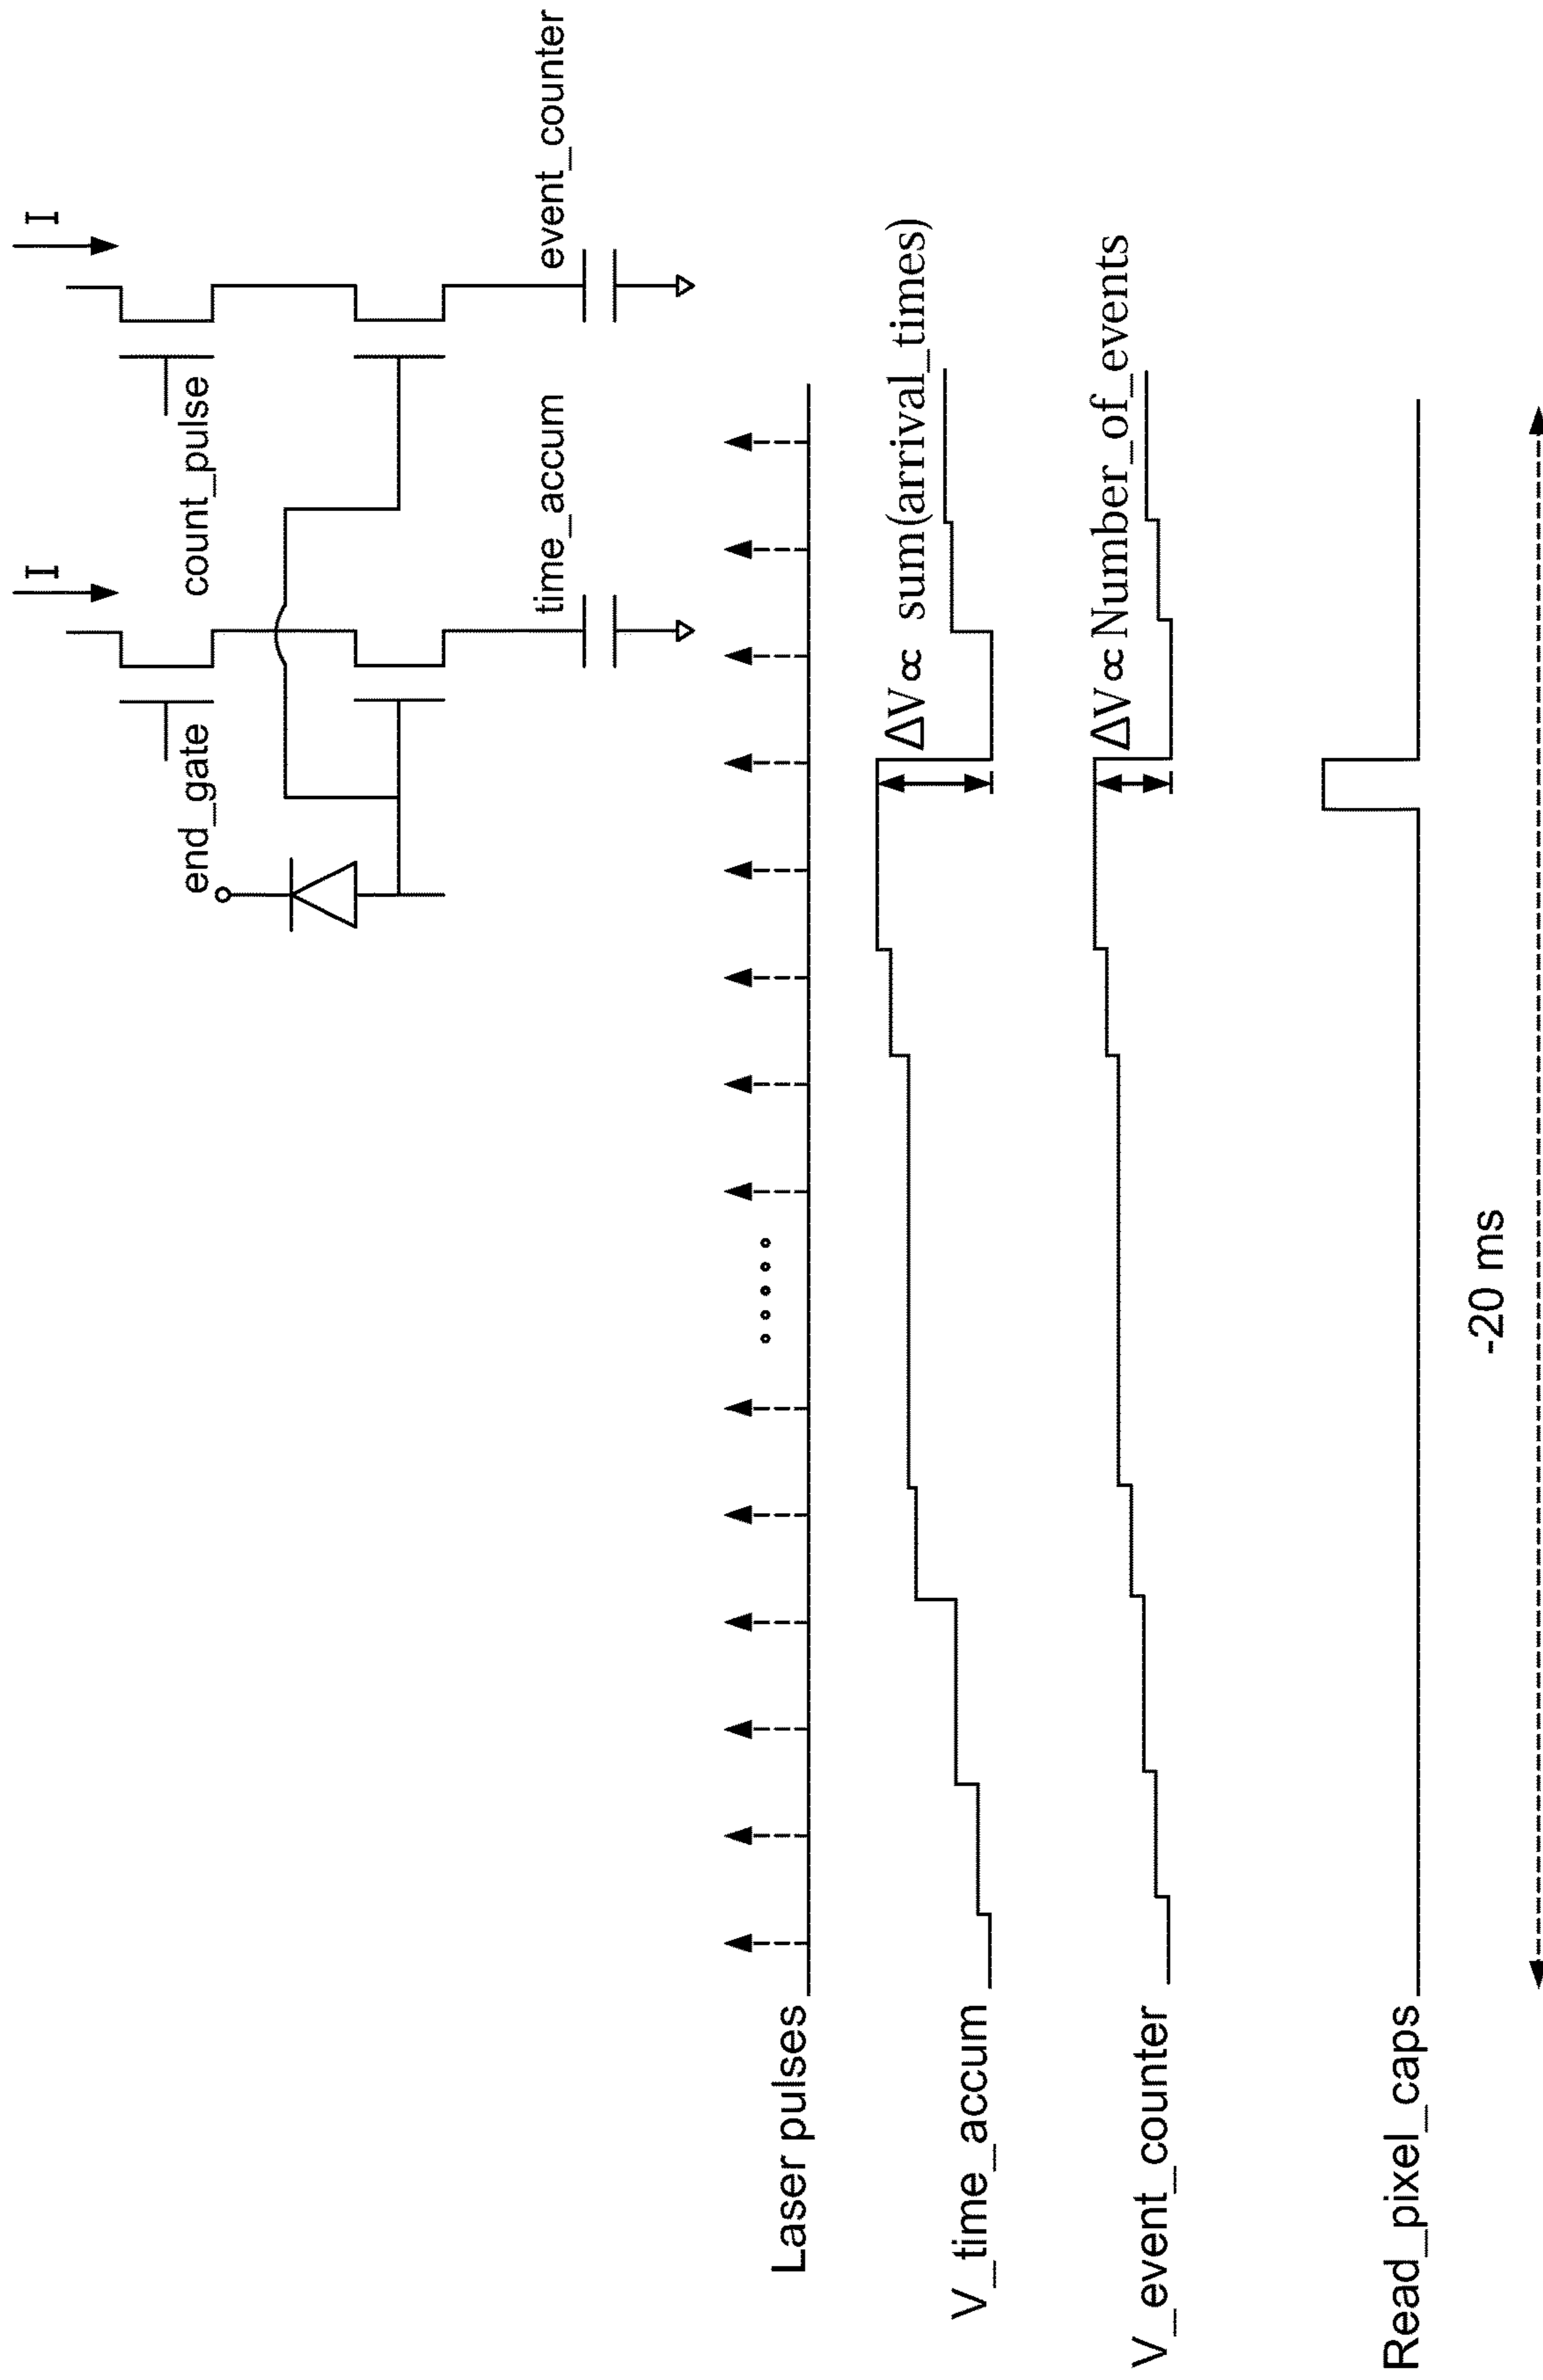 I
I
end_gate
count_pulse
time_accum
event_counter
Laser pulses
V_time_accum
ΔV∝ sum(arrival_times)
V_event_counter
ΔV∝Number_of_events
Read_pixel_caps
-20 ms